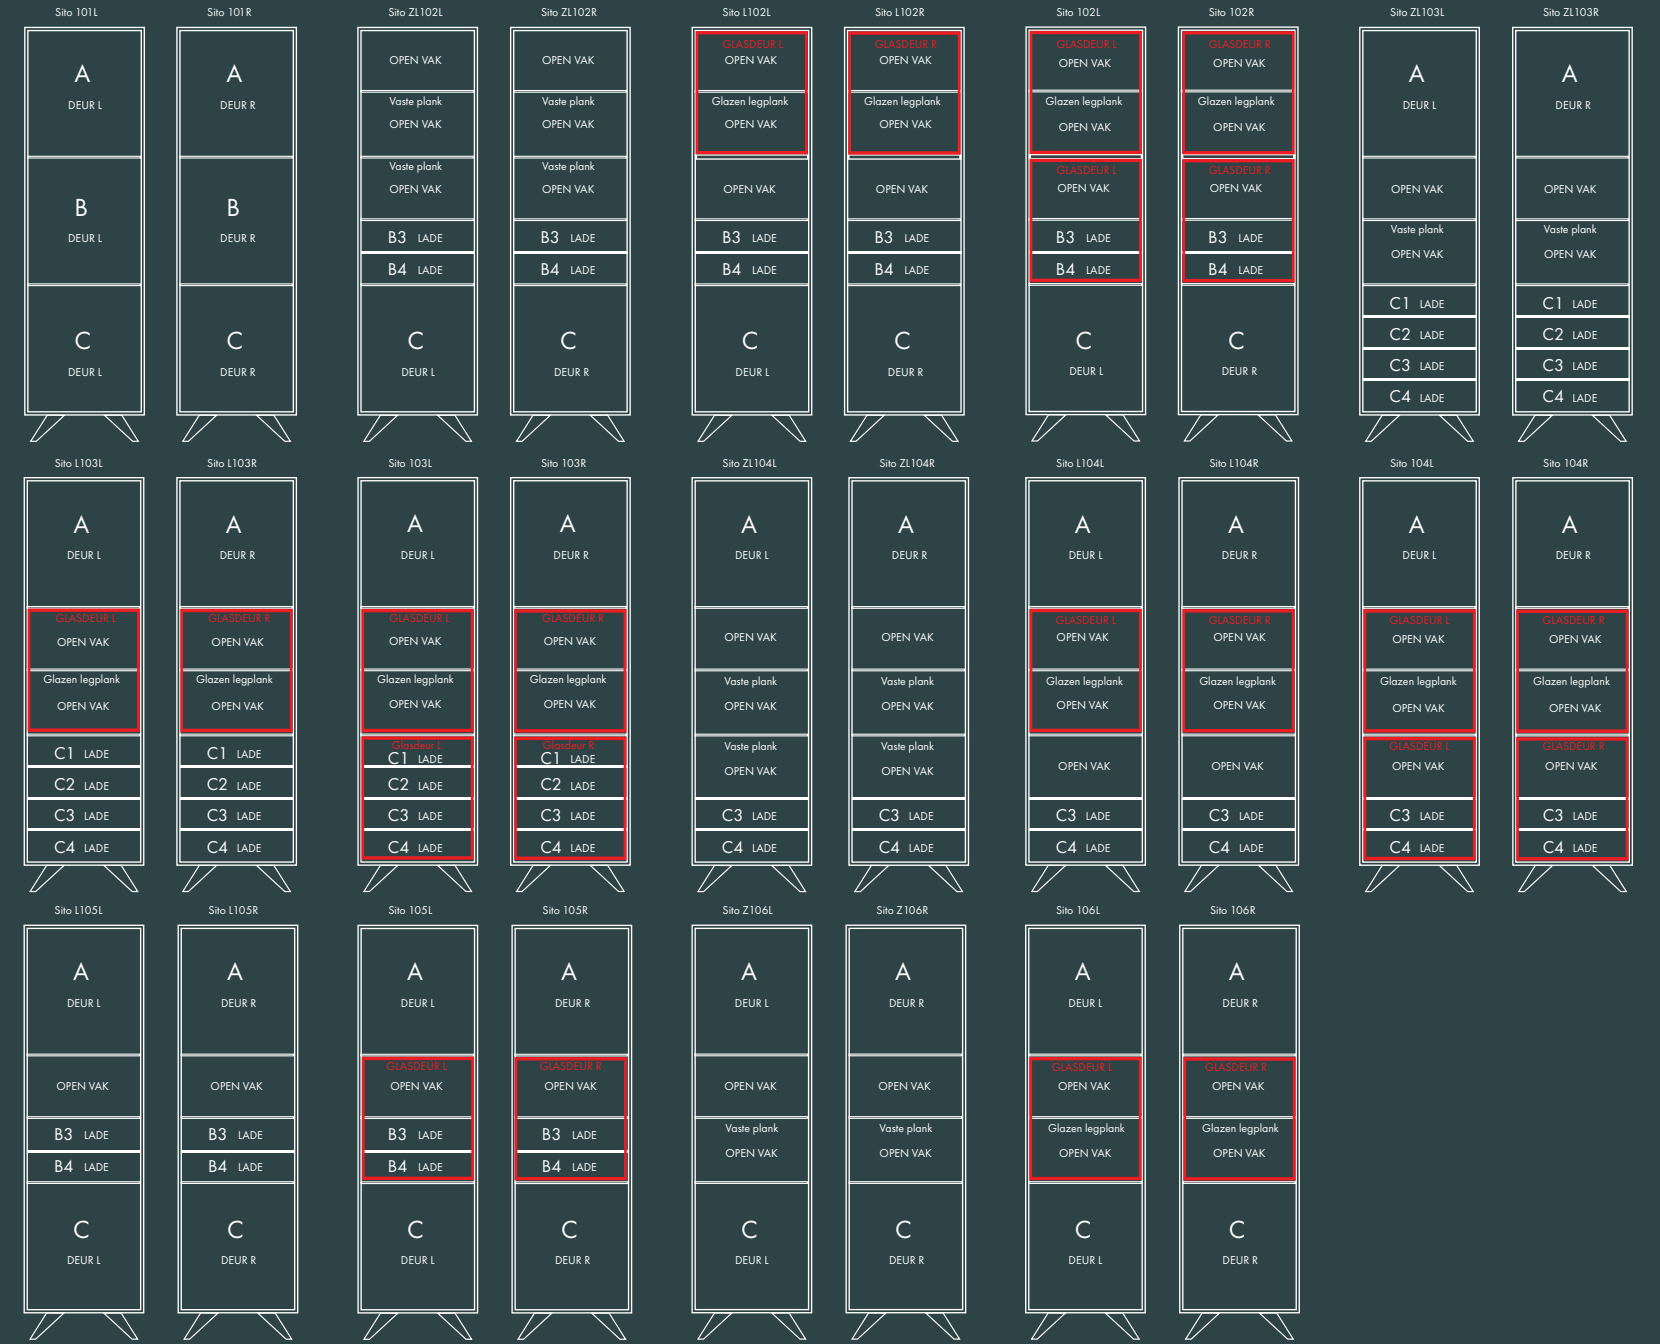 Sito 101L
A
DEUR L
B
DEUR L
C
DEUR L
Sito 101R
A
DEUR R
B
DEUR R
C
DEUR R
Sito ZL102L
OPEN VAK
Vaste plank
OPEN VAK
Vaste plank
OPEN VAK
B3 LADE
B4 LADE
C
DEUR L
Sito ZL102R
OPEN VAK
Vaste plank
OPEN VAK
Vaste plank
OPEN VAK
B3 LADE
B4 LADE
C
DEUR R
Sito L102L
GLASDEUR L
OPEN VAK
Glazen legplank
OPEN VAK
OPEN VAK
B3 LADE
B4 LADE
C
DEUR L
Sito L102R
GLASDEUR R
OPEN VAK
Glazen legplank
OPEN VAK
OPEN VAK
B3 LADE
B4 LADE
C
DEUR R
Sito 102L
GLASDEUR L
OPEN VAK
Glazen legplank
OPEN VAK
GLASDEUR L
OPEN VAK
B3 LADE
B4 LADE
C
DEUR L
Sito 102R
GLASDEUR R
OPEN VAK
Glazen legplank
OPEN VAK
GLASDEUR R
OPEN VAK
B3 LADE
B4 LADE
C
DEUR R
Sito ZL103L
A
DEUR L
OPEN VAK
Vaste plank
OPEN VAK
C1 LADE
C2 LADE
C3 LADE
C4 LADE
Sito ZL103R
A
DEUR R
OPEN VAK
Vaste plank
OPEN VAK
C1 LADE
C2 LADE
C3 LADE
C4 LADE
Sito L103L
A
DEUR L
GLASDEUR L
OPEN VAK
Glazen legplank
OPEN VAK
C1 LADE
C2 LADE
C3 LADE
C4 LADE
Sito L103R
A
DEUR R
GLASDEUR R
OPEN VAK
Glazen legplank
OPEN VAK
C1 LADE
C2 LADE
C3 LADE
C4 LADE
Sito 103L
A
DEUR L
GLASDEUR L
OPEN VAK
Glazen legplank
OPEN VAK
Glasdeur L
C1 LADE
C2 LADE
C3 LADE
C4 LADE
Sito 103R
A
DEUR R
GLASDEUR R
OPEN VAK
Glazen legplank
OPEN VAK
Glasdeur R
C1 LADE
C2 LADE
C3 LADE
C4 LADE
Sito ZL104L
A
DEUR L
OPEN VAK
Vaste plank
OPEN VAK
Vaste plank
OPEN VAK
C3 LADE
C4 LADE
Sito ZL104R
A
DEUR R
OPEN VAK
Vaste plank
OPEN VAK
Vaste plank
OPEN VAK
C3 LADE
C4 LADE
Sito L104L
A
DEUR L
GLASDEUR L
OPEN VAK
Glazen legplank
OPEN VAK
OPEN VAK
C3 LADE
C4 LADE
Sito L104R
A
DEUR R
GLASDEUR R
OPEN VAK
Glazen legplank
OPEN VAK
OPEN VAK
C3 LADE
C4 LADE
Sito 104L
A
DEUR L
GLASDEUR L
OPEN VAK
Glazen legplank
OPEN VAK
GLASDEUR L
OPEN VAK
C3 LADE
C4 LADE
Sito 104R
A
DEUR R
GLASDEUR R
OPEN VAK
Glazen legplank
OPEN VAK
GLASDEUR R
OPEN VAK
C3 LADE
C4 LADE
Sito L105L
A
DEUR L
OPEN VAK
B3 LADE
B4 LADE
C
DEUR L
Sito L105R
A
DEUR R
OPEN VAK
B3 LADE
B4 LADE
C
DEUR R
Sito 105L
A
DEUR L
GLASDEUR L
OPEN VAK
B3 LADE
B4 LADE
C
DEUR L
Sito 105R
A
DEUR R
GLASDEUR R
OPEN VAK
B3 LADE
B4 LADE
C
DEUR R
Sito Z106L
A
DEUR L
OPEN VAK
Vaste plank
OPEN VAK
C
DEUR L
Sito Z106R
A
DEUR R
OPEN VAK
Vaste plank
OPEN VAK
C
DEUR R
Sito 106L
A
DEUR L
GLASDEUR L
OPEN VAK
Glazen legplank
OPEN VAK
C
DEUR L
Sito 106R
A
DEUR R
GLASDEUR R
OPEN VAK
Glazen legplank
OPEN VAK
C
DEUR R